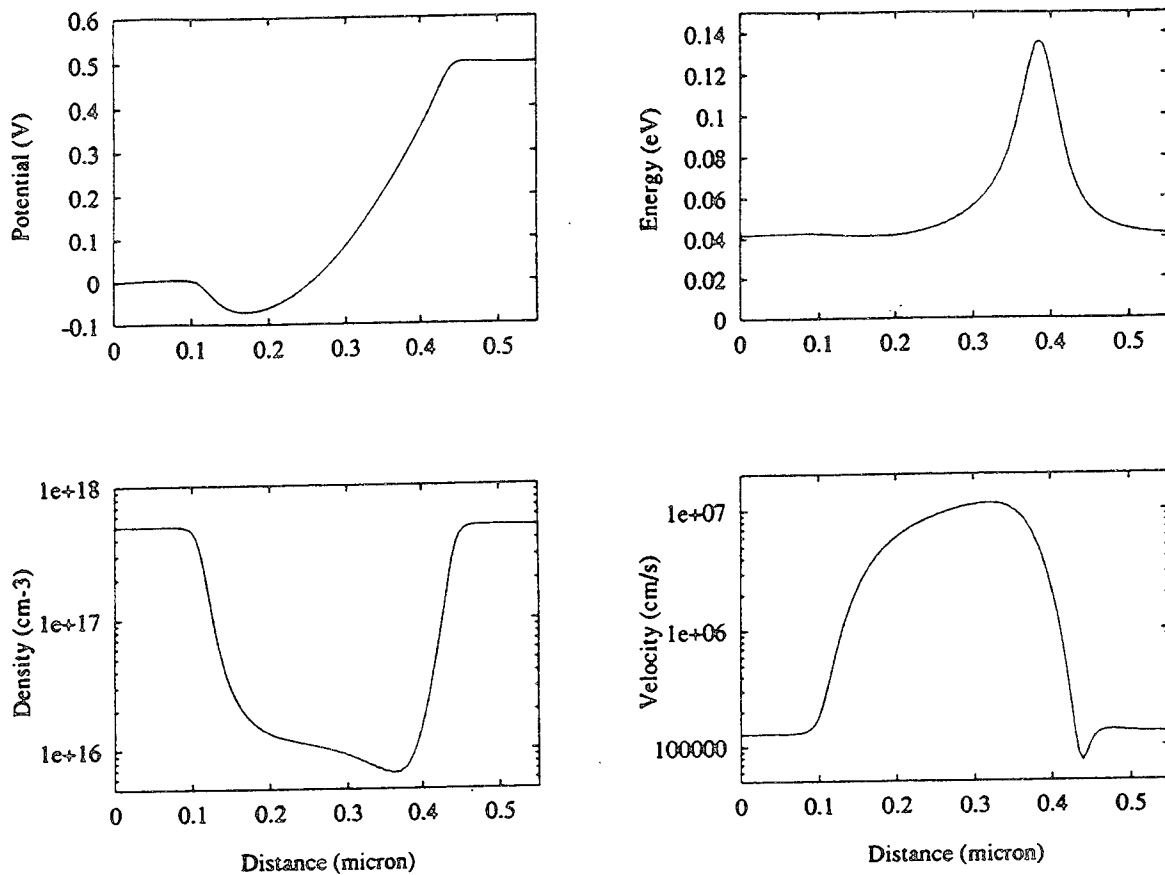 0.6
0.5
0.4
0.3
0.2
0.1
0
-0.1
Potential (V)
0 0.1 0.2 0.3 0.4 0.5
0.14
0.12
0.1
0.08
0.06
0.04
0.02
0
Energy (eV)
0 0.1 0.2 0.3 0.4 0.5
1e+18
1e+17
1e+16
Density (cm-3)
0 0.1 0.2 0.3 0.4 0.5
Distance (micron)
1e+07
1e+06
100000
Velocity (cm/s)
0 0.1 0.2 0.3 0.4 0.5
Distance (micron)